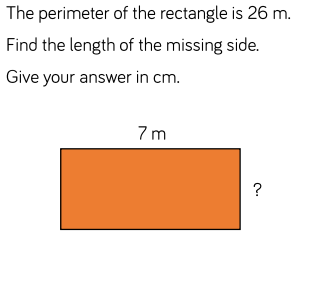 The perimeter of the rectangle is 26 m.
Find the length of the missing side.
Give your answer in cm.
7 m
?